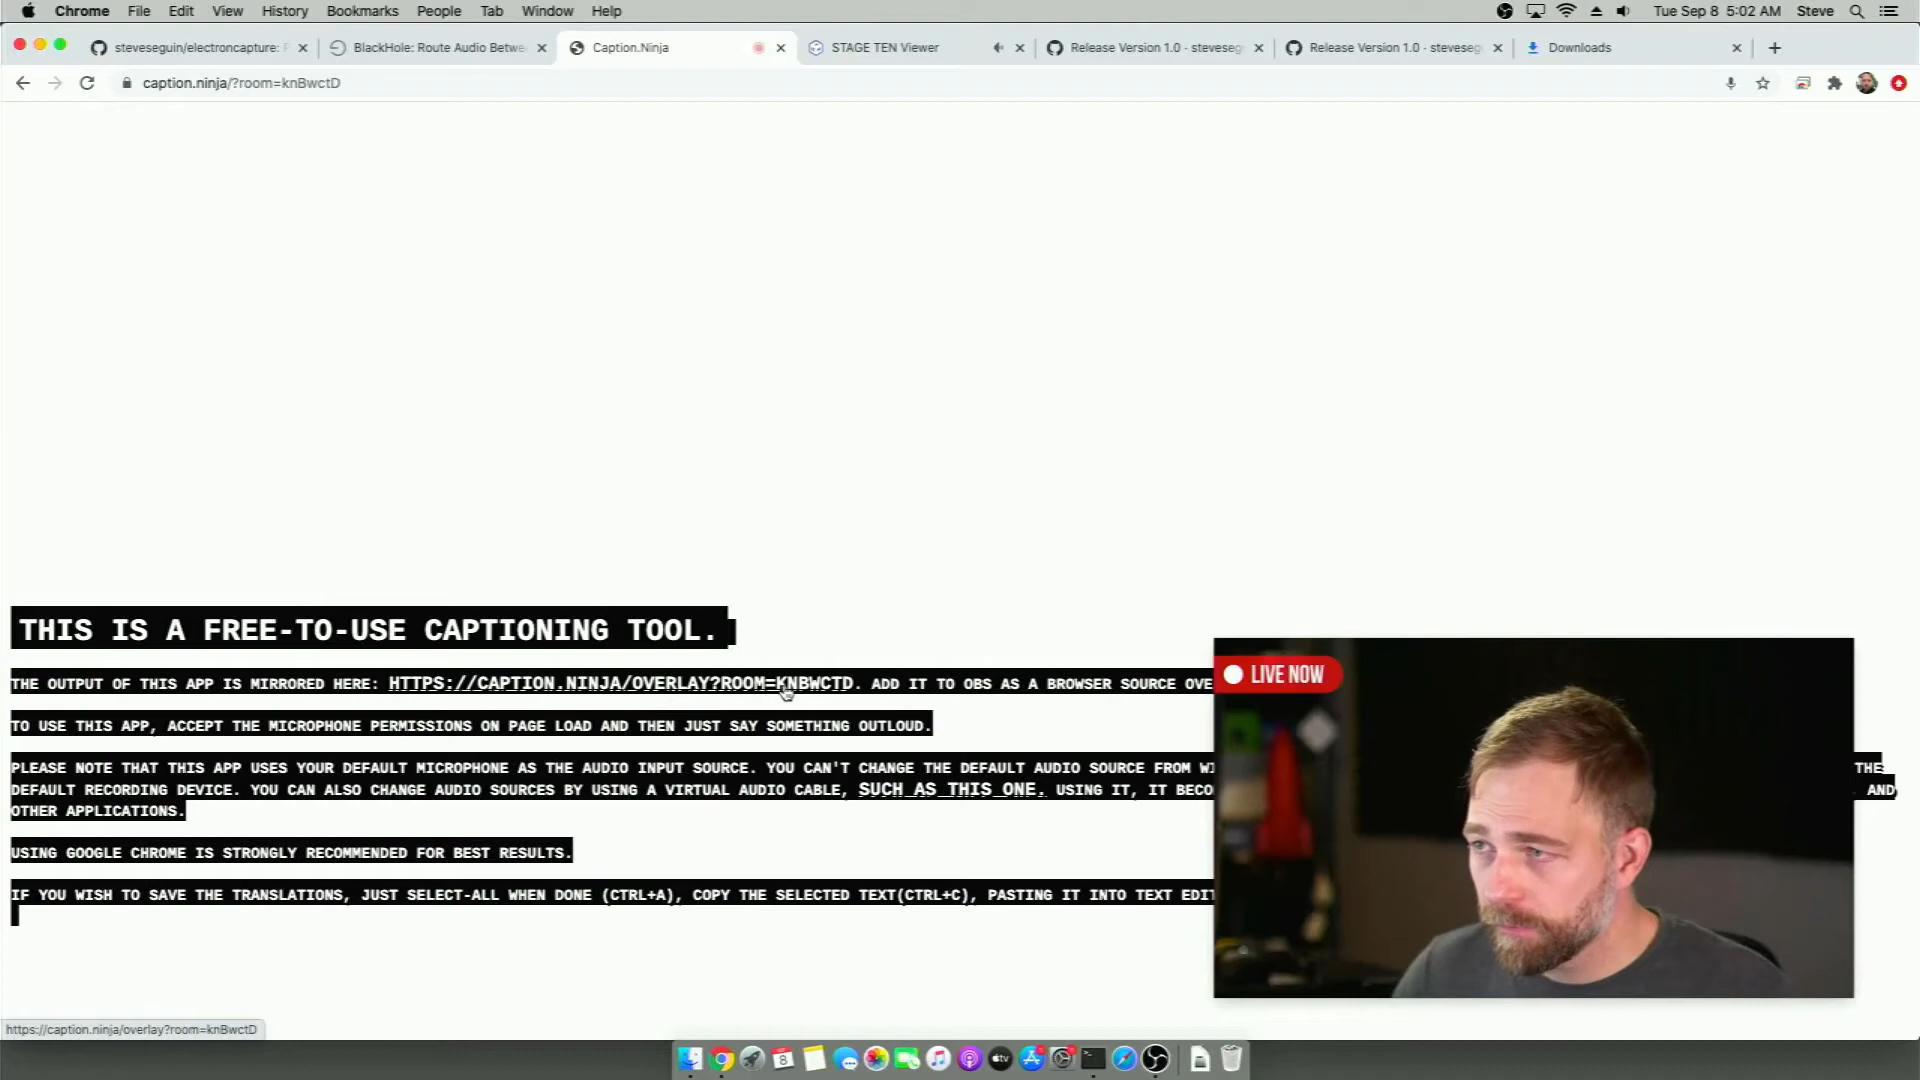 Chrome File Edit View History Bookmarks People Tab Window Help Tue Sep 8 5:02 AM Steve
steveseguin/electroncapture: BlackHole: Route Audio Betwe Caption.Ninja STAGE TEN Viewer Release Version 1.0 · steveseg Release Version 1.0 · steveseg Downloads
caption.ninja/?room=knBwctD
THIS IS A FREE-TO-USE CAPTIONING TOOL.
THE OUTPUT OF THIS APP IS MIRRORED HERE: HTTPS://CAPTION.NINJA/OVERLAY?ROOM=KNBWCTD. ADD IT TO OBS AS A BROWSER SOURCE OVE
LIVE NOW
TO USE THIS APP, ACCEPT THE MICROPHONE PERMISSIONS ON PAGE LOAD AND THEN JUST SAY SOMETHING OUTLOUD.
PLEASE NOTE THAT THIS APP USES YOUR DEFAULT MICROPHONE AS THE AUDIO INPUT SOURCE. YOU CAN'T CHANGE THE DEFAULT AUDIO SOURCE FROM WI THE
DEFAULT RECORDING DEVICE. YOU CAN ALSO CHANGE AUDIO SOURCES BY USING A VIRTUAL AUDIO CABLE, SUCH AS THIS ONE. USING IT, IT BECO AND
OTHER APPLICATIONS.
USING GOOGLE CHROME IS STRONGLY RECOMMENDED FOR BEST RESULTS.
IF YOU WISH TO SAVE THE TRANSLATIONS, JUST SELECT-ALL WHEN DONE (CTRL+A), COPY THE SELECTED TEXT(CTRL+C), PASTING IT INTO TEXT EDIT
https://caption.ninja/overlay?room=knBwctD
8
tv